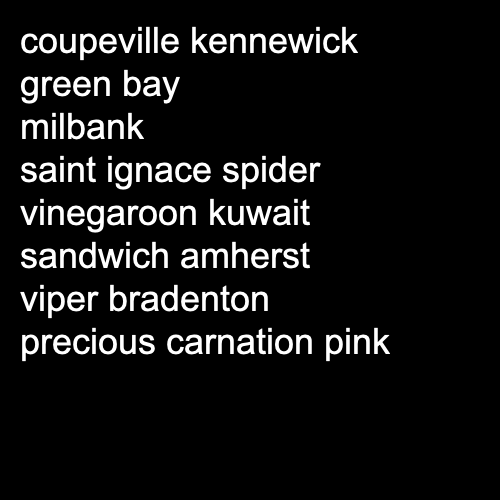 coupeville kennewick
green bay
milbank
saint ignace spider
vinegaroon kuwait
sandwich amherst
viper bradenton
precious carnation pink